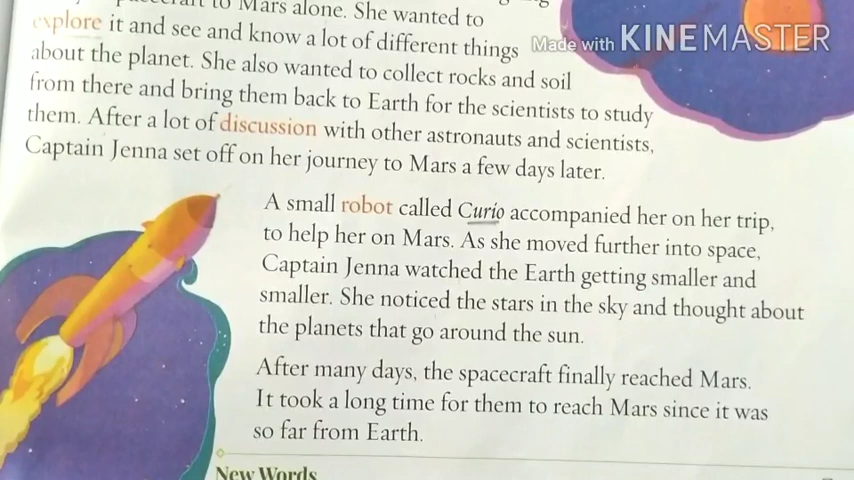 to Mars alone. She wanted to
explore it and see and know a lot of different things
about the planet. She also wanted to collect rocks and soil
from there and bring them back to Earth for the scientists to study
them. After a lot of discussion with other astronauts and scientists,
Captain Jenna set off on her journey to Mars a few days later.
Made with KINEMASTER
A small robot called Curio accompanied her on her trip,
to help her on Mars. As she moved further into space,
Captain Jenna watched the Earth getting smaller and
smaller. She noticed the stars in the sky and thought about
the planets that go around the sun.
After many days, the spacecraft finally reached Mars.
It took a long time for them to reach Mars since it was
so far from Earth.
New Words